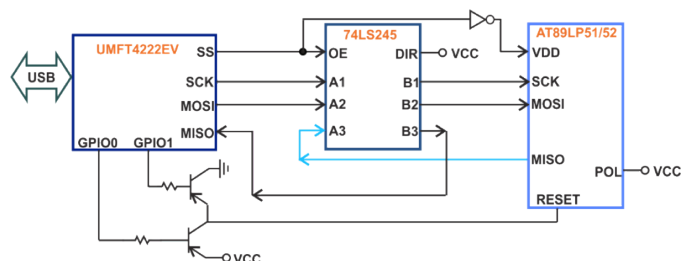 UMFT4222EV
74LS245
AT89LP51/52
SS
OE
DIR
VCC
VDD
USB
SCK
A1
B1
SCK
MOSI
A2
B2
MOSI
MISO
A3
B3
GPIO0
GPIO1
MISO
POL
VCC
RESET
VCC